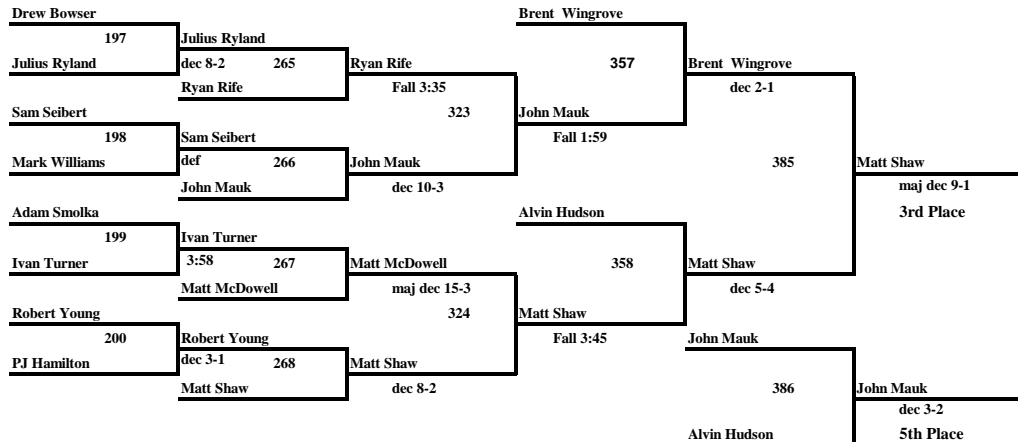 Drew Bowser
Brent  Wingrove
197
Julius Ryland
Julius Ryland
dec 8-2
265
Ryan Rife
357
Brent  Wingrove
Ryan Rife
Fall 3:35
dec 2-1
Sam Seibert
323
John Mauk
198
Sam Seibert
Fall 1:59
Mark Williams
def
266
John Mauk
385
Matt Shaw
John Mauk
dec 10-3
maj dec 9-1
Adam Smolka
Alvin Hudson
3rd Place
199
Ivan Turner
Ivan Turner
3:58
267
Matt McDowell
358
Matt Shaw
Matt McDowell
maj dec 15-3
dec 5-4
Robert Young
324
Matt Shaw
200
Robert Young
Fall 3:45
John Mauk
PJ Hamilton
dec 3-1
268
Matt Shaw
Matt Shaw
dec 8-2
386
John Mauk
dec 3-2
Alvin Hudson
5th Place